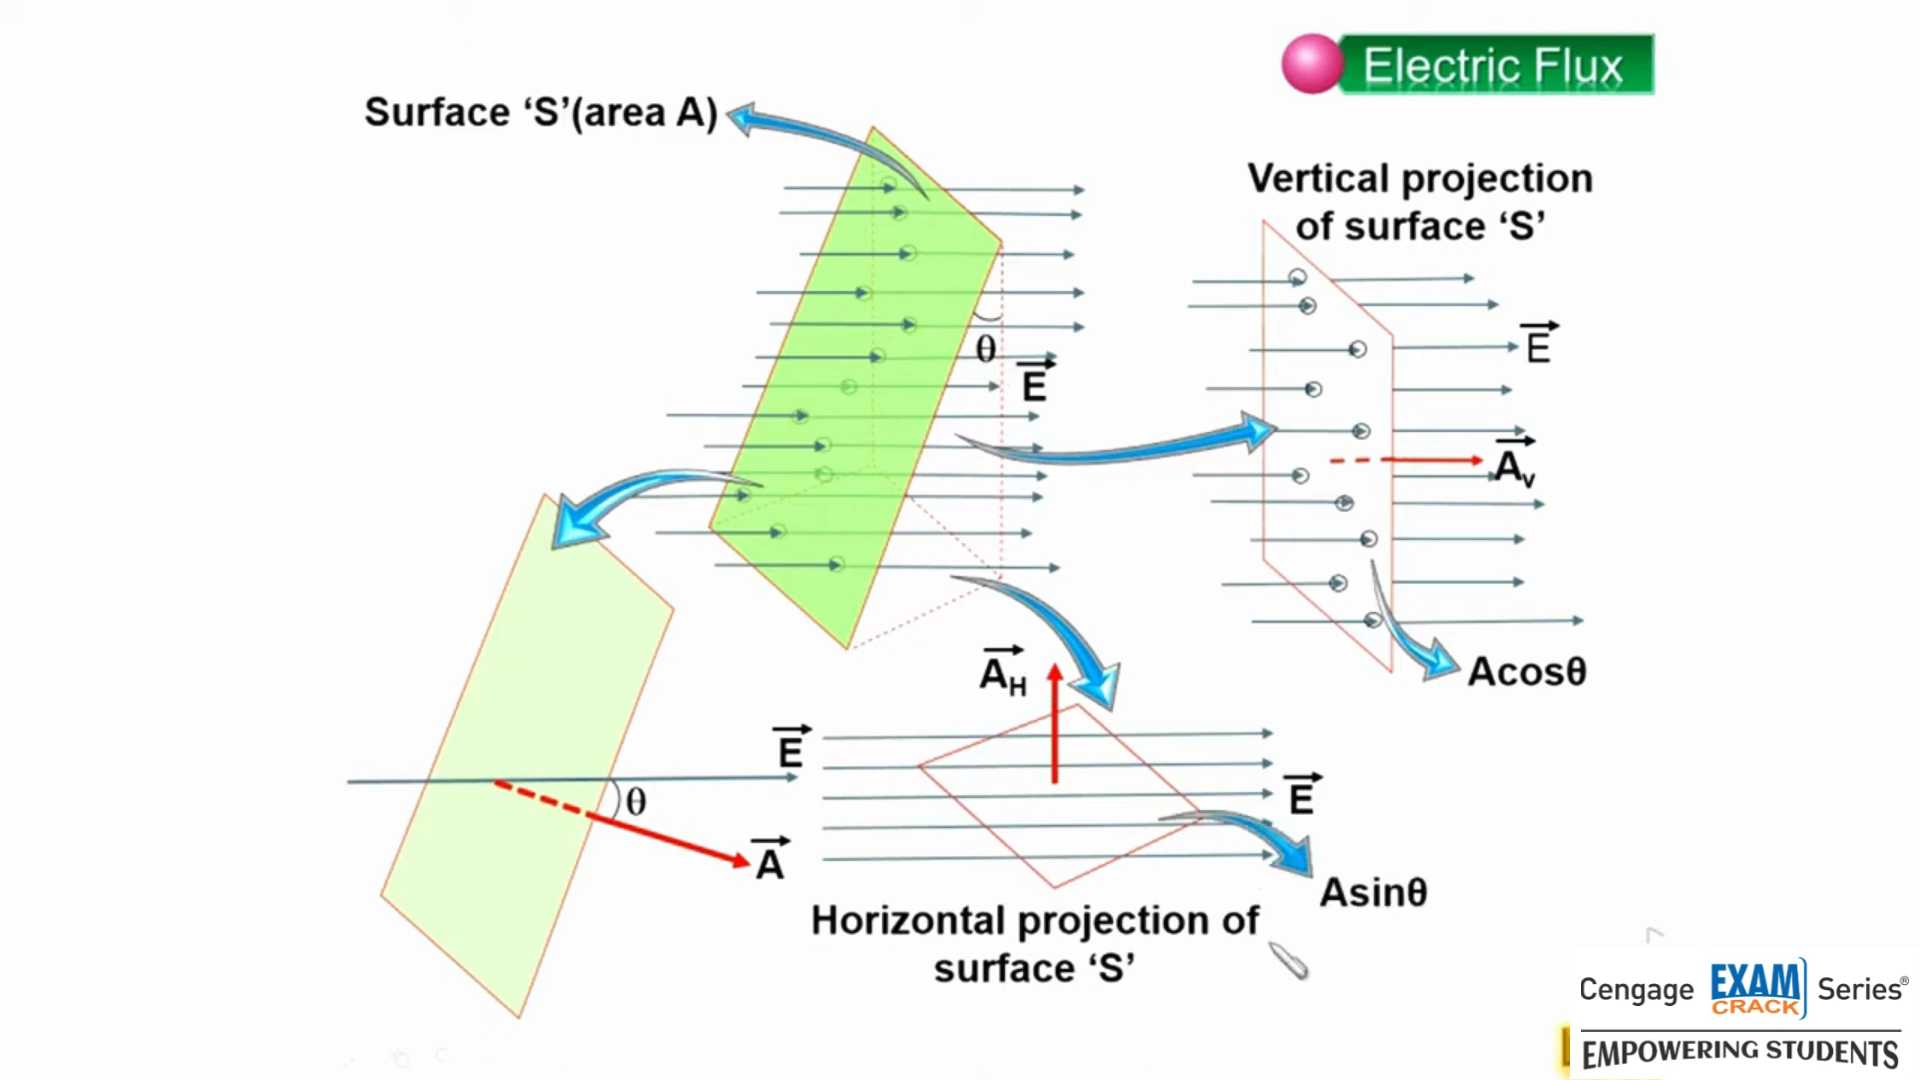 Electric Flux
Surface ‘S’(area A)
Vertical projection
of surface ‘S’
θ
E
E
A_V
Acosθ
A_H
E
θ
A
E
Asinθ
Horizontal projection of
surface ‘S’
Cengage EXAM CRACK Series®
EMPOWERING STUDENTS